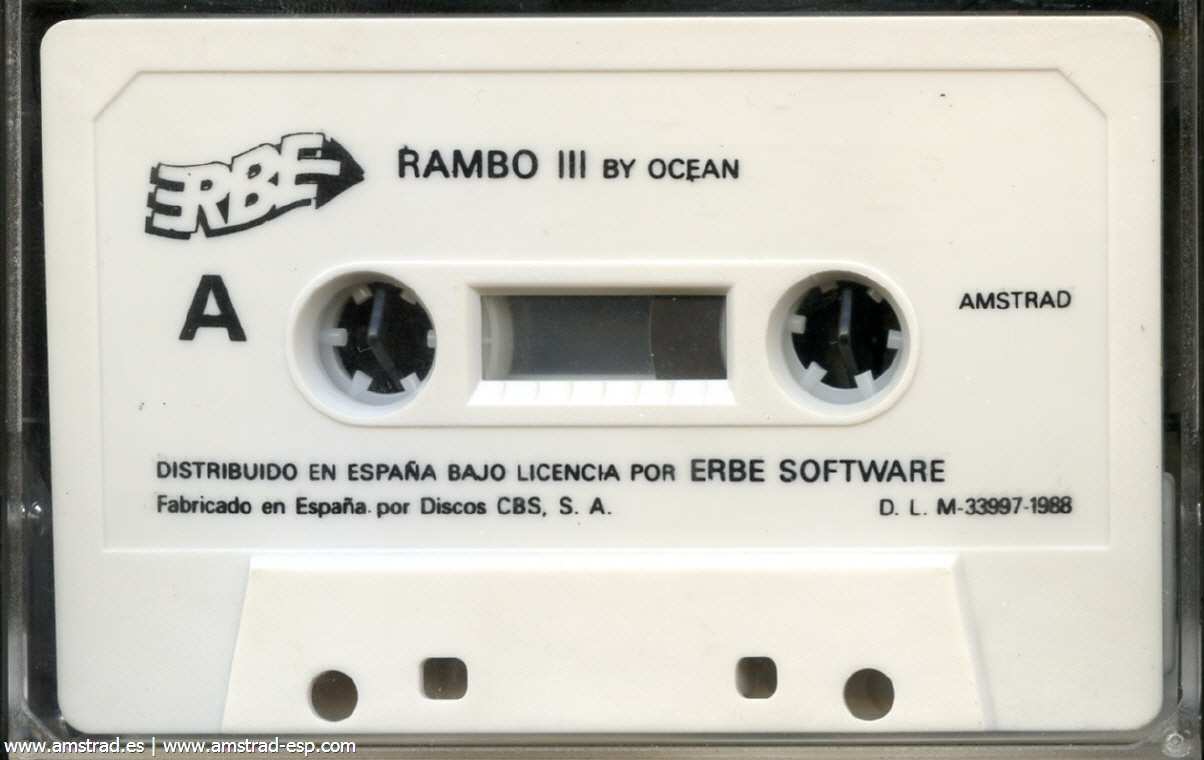 ERBE
RAMBO III BY OCEAN
A
AMSTRAD
DISTRIBUIDO EN ESPAÑA BAJO LICENCIA POR ERBE SOFTWARE
Fabricado en España por Discos CBS, S. A.
D. L. M-33997-1988
www.amstrad.es | www.amstrad-esp.com